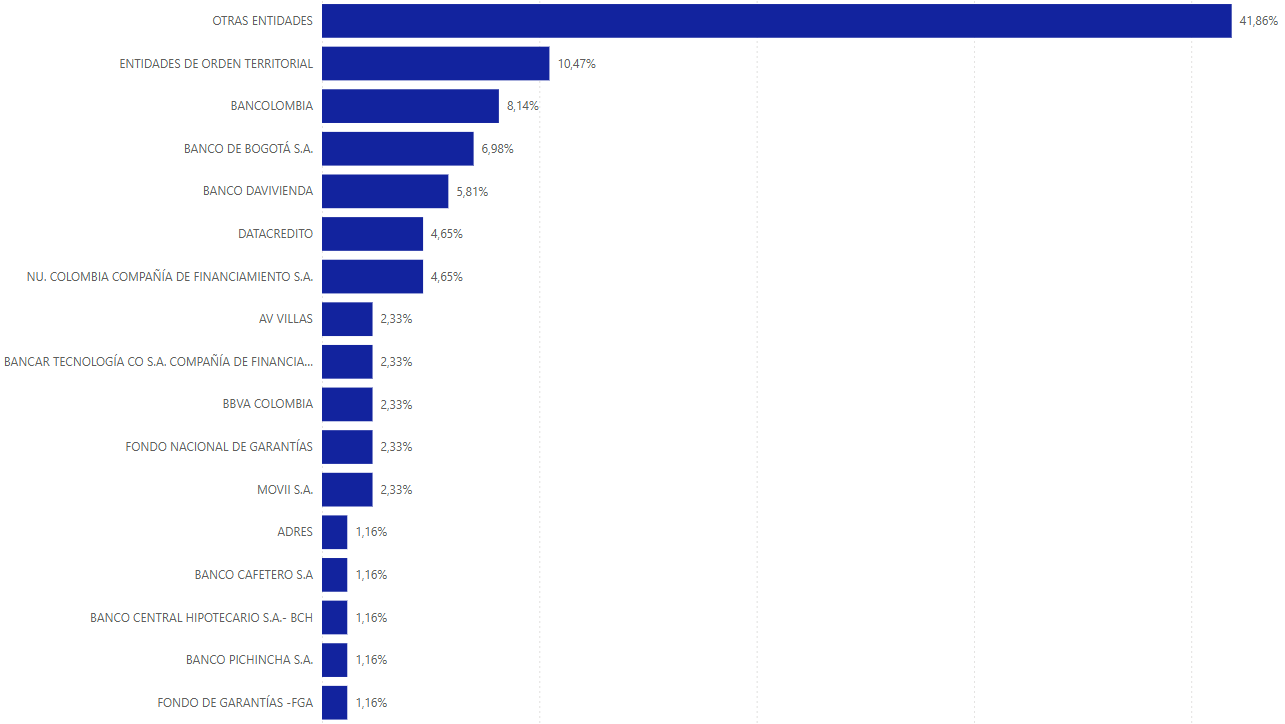 OTRAS ENTIDADES 41,86%
ENTIDADES DE ORDEN TERRITORIAL 10,47%
BANCOLOMBIA 8,14%
BANCO DE BOGOTÁ S.A. 6,98%
BANCO DAVIVIENDA 5,81%
DATACREDITO 4,65%
NU. COLOMBIA COMPAÑÍA DE FINANCIAMIENTO S.A. 4,65%
AV VILLAS 2,33%
BANCAR TECNOLOGÍA CO S.A. COMPAÑÍA DE FINANCIA... 2,33%
BBVA COLOMBIA 2,33%
FONDO NACIONAL DE GARANTÍAS 2,33%
MOVII S.A. 2,33%
ADRES 1,16%
BANCO CAFETERO S.A 1,16%
BANCO CENTRAL HIPOTECARIO S.A.- BCH 1,16%
BANCO PICHINCHA S.A. 1,16%
FONDO DE GARANTÍAS -FGA 1,16%